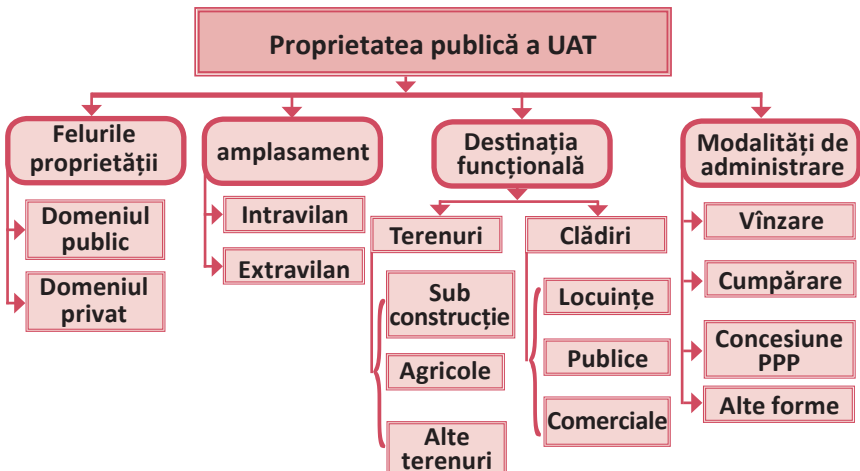 Proprietatea publică a UAT
Felurile
proprietății
Domeniul
public
Domeniul
privat
amplasament
Intravilan
Extravilan
Destinația
funcțională
Terenuri
Sub
construcție
Agricole
Alte
terenuri
Clădiri
Locuințe
Publice
Comerciale
Modalități de
administrare
Vînzare
Cumpărare
Concesiune
PPP
Alte forme